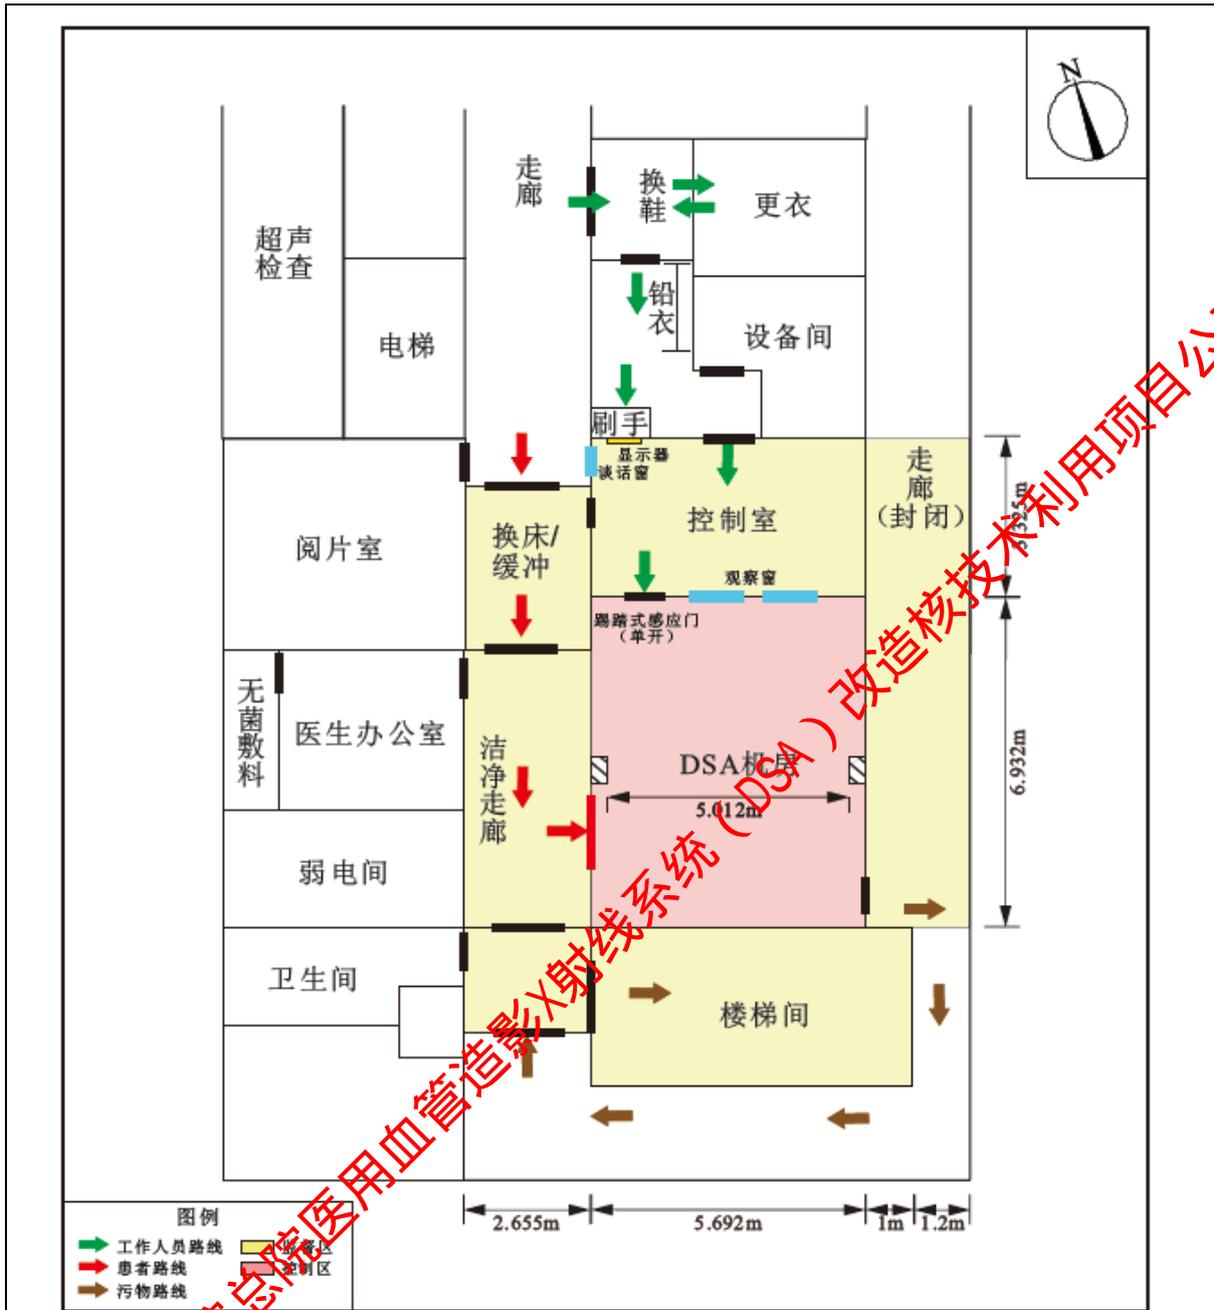 N
走廊
换鞋
更衣
超声
检查
铅衣
电梯
设备间
刷手
显示器
谈话窗
走廊
(封闭)
控制室
换床/
缓冲
阅片室
观察窗
踢踏式感应门
(单开)
无菌敷料
医生办公室
洁净走廊
DSA机房
5.012m
6.932m
弱电间
卫生间
楼梯间
2.655m
5.692m
1m
1.2m
图例
工作人员路线
监督区
患者路线
控制区
污物路线
总院医用血管造影X射线系统(DSA)改造核技术利用项目公